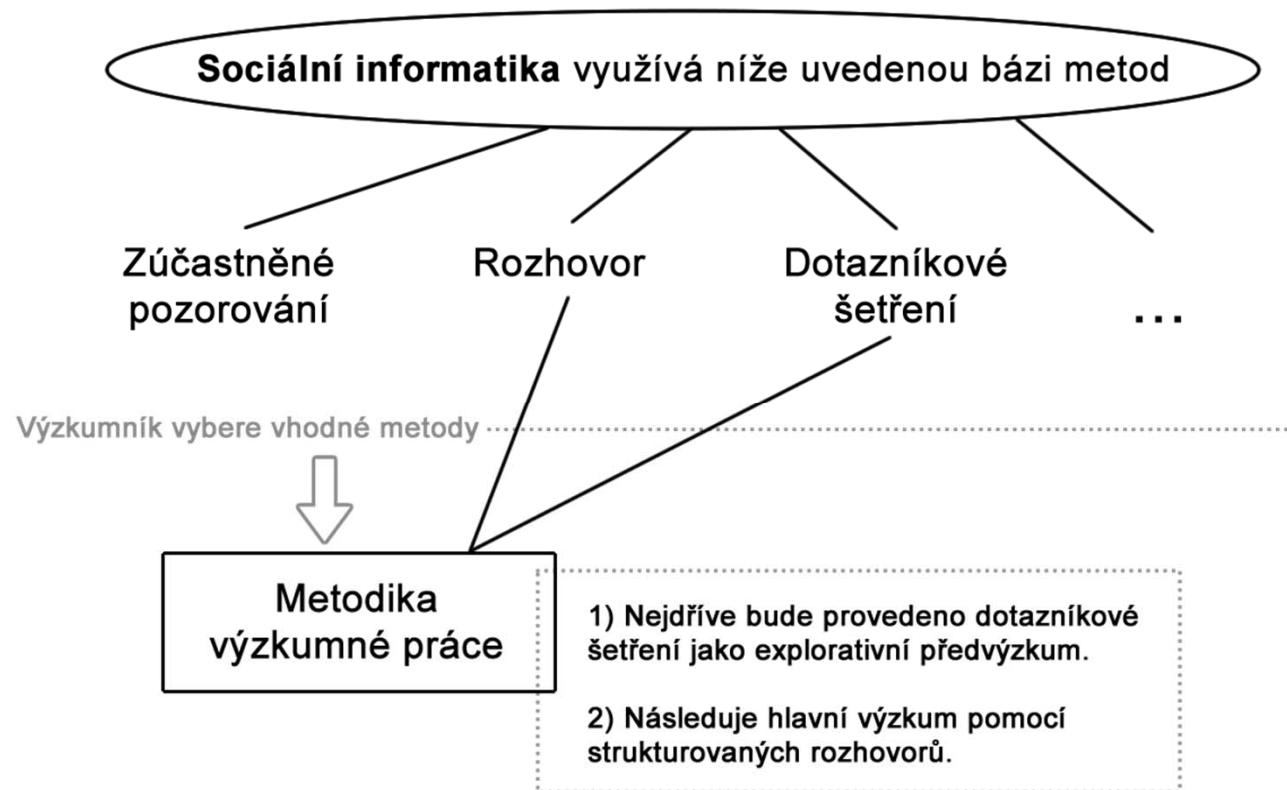 Sociální informatika využívá níže uvedenou bázi metod
Zúčastněné
pozorování
Rozhovor
Dotazníkové
šetření
...
Výzkumník vybere vhodné metody
Metodika
výzkumné práce
1) Nejdříve bude provedeno dotazníkové
šetření jako explorativní předvýzkum.
2) Následuje hlavní výzkum pomocí
strukturovaných rozhovorů.